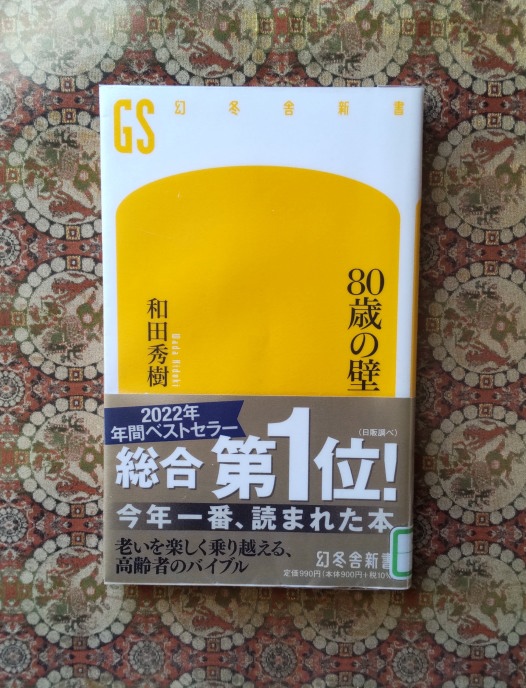 GS 幻冬舎新書
80歳の壁
和田秀樹
2022年
年間ベストセラー
(日販調べ)
総合第1位!
今年一番、読まれた本
老いを楽しく乗り越える、
高齢者のバイブル
幻冬舎新書
定価990円(本体900円+税10%